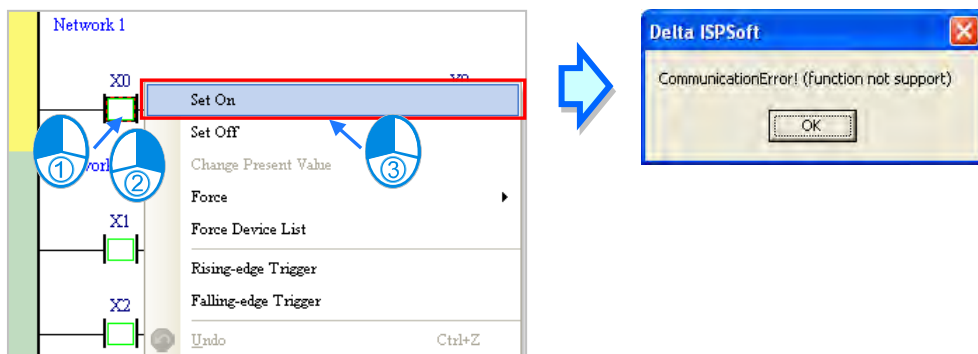 Network 1
X0
Set On
①
②
③
Set Off
Change Present Value
Force
X1
Force Device List
Rising-edge Trigger
X2
Falling-edge Trigger
Undo Ctrl+Z
Delta ISPSoft
CommunicationError! (function not support)
OK